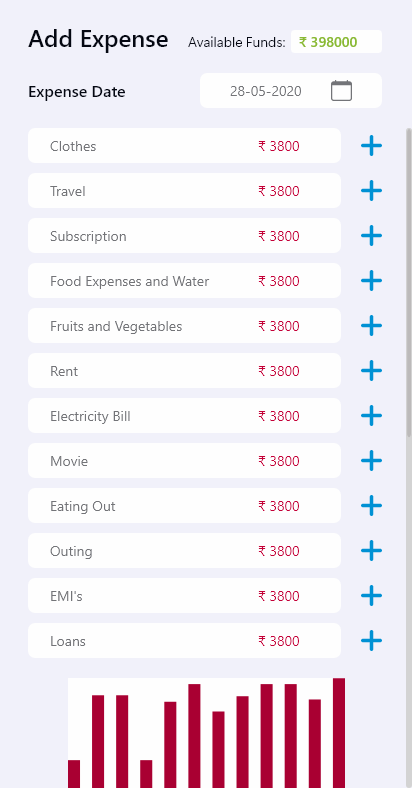 Add Expense Available Funds: ₹ 398000
Expense Date 28-05-2020
Clothes ₹ 3800
Travel ₹ 3800
Subscription ₹ 3800
Food Expenses and Water ₹ 3800
Fruits and Vegetables ₹ 3800
Rent ₹ 3800
Electricity Bill ₹ 3800
Movie ₹ 3800
Eating Out ₹ 3800
Outing ₹ 3800
EMI's ₹ 3800
Loans ₹ 3800